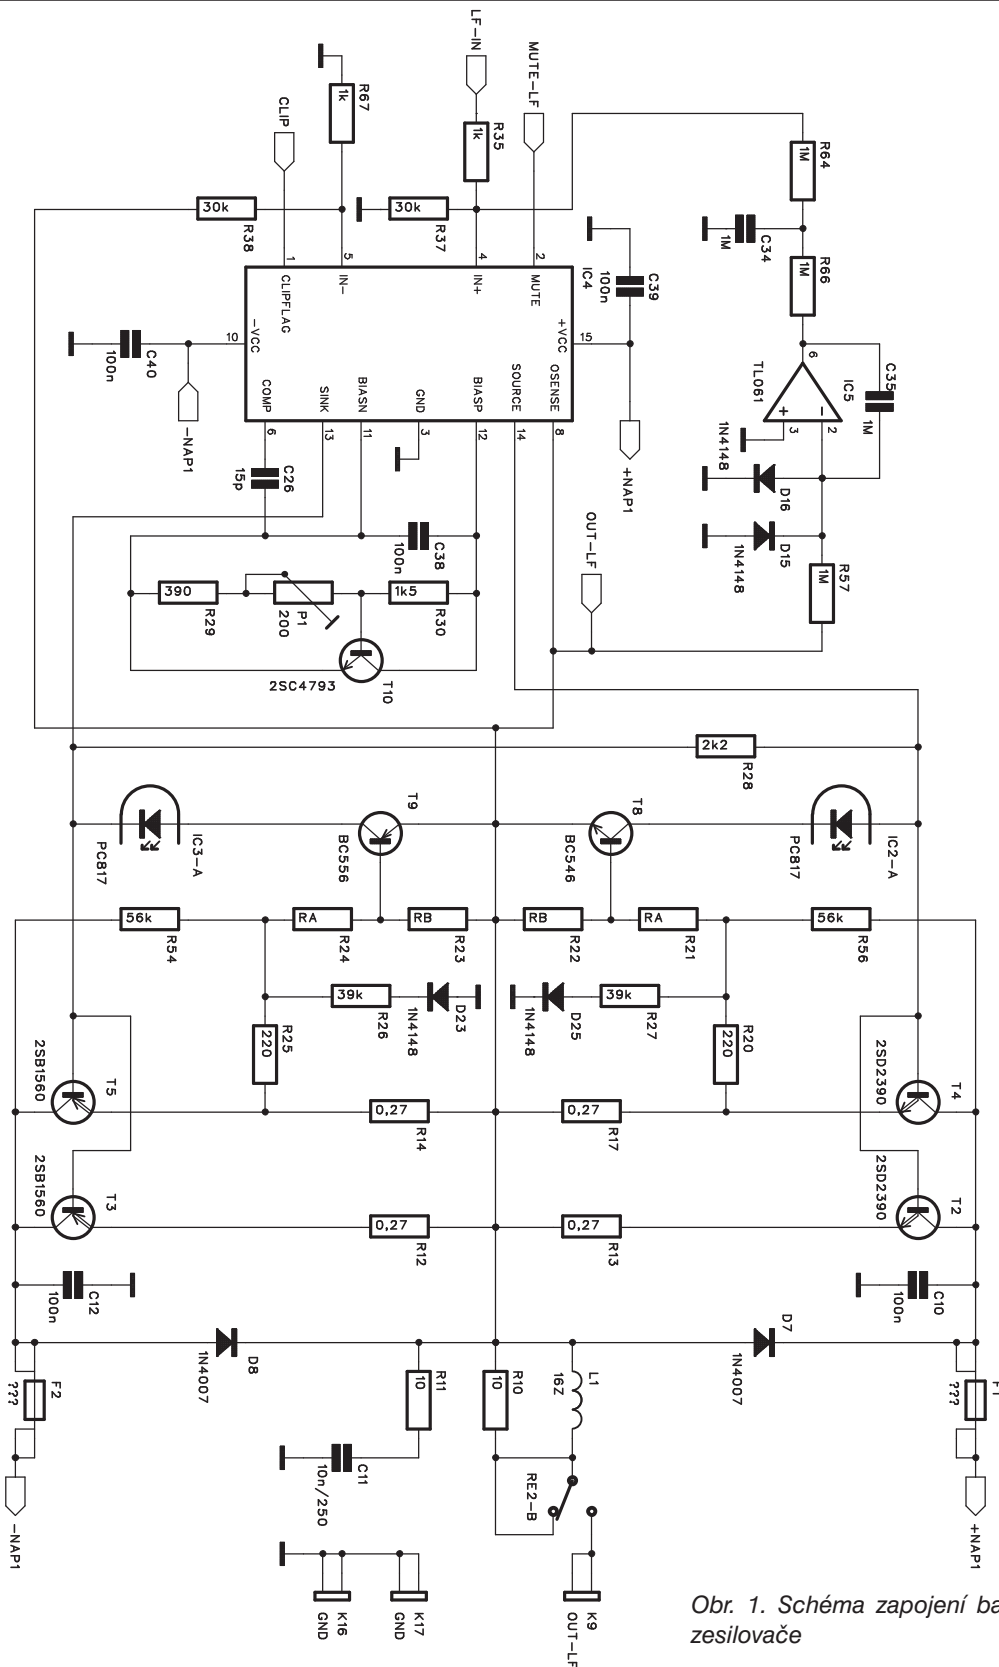 LF-IN
MUTE-LF
CLIP
R67
1k
R35
1k
R64
1M
C34
1M
R66
1M
30k
R38
30k
R37
C39
100n
IC4
1
CLIPFLAG
5
IN-
4
IN+
2
MUTE
+VCC
15
-VCC
10
COMP
6
SINK
13
BIASN
11
GND
3
BIASP
12
SOURCE
14
OSENSE
8
C40
100n
-NAP1
+NAP1
C35
1M
IC5
TL061
6
+
-
3
2
1N4148
D16
D15
1N4148
R57
1M
OUT-LF
C26
15p
C38
100n
390
R29
P1
200
1k5
R30
T10
2SC4793
2k2
R28
IC3-A
PC817
T9
BC556
T8
BC546
IC2-A
PC817
56k
R54
RA
R24
RB
R23
RB
R22
RA
R21
56k
R56
39k
R26
D23
1N4148
D25
1N4148
39k
R27
R25
220
R20
220
2SB1560
T5
0,27
R14
0,27
R17
2SD2390
T4
2SB1560
T3
0,27
R12
0,27
R13
2SD2390
T2
C12
100n
C10
100n
D8
1N4007
D7
1N4007
F2
???
R11
10
R10
10
L1
16Z
???
C11
10n/250
RE2-B
-NAP1
+NAP1
K16
GND
K17
GND
K9
OUT-LF
Obr. 1. Schéma zapojení
zesilovače